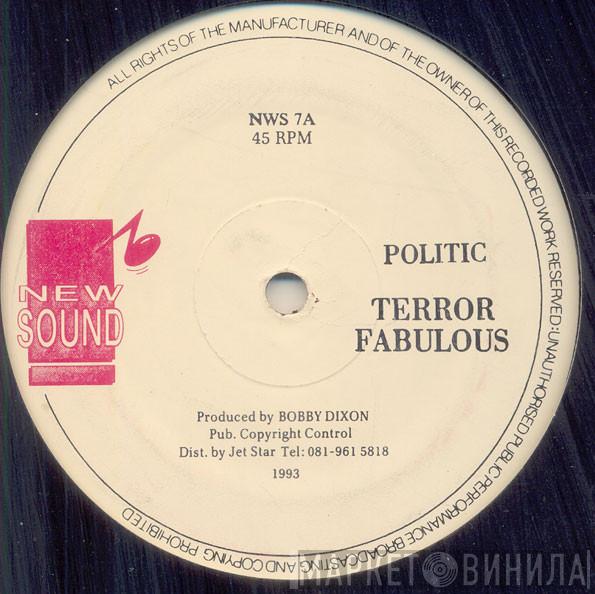 ALL RIGHTS OF THE MANUFACTURER AND OF THE OWNER OF THIS RECORDED WORK RESERVED : UNAUTHORISED PUBLIC PERFORMANCE BROADCASTING AND COPYING PROHIBITED
NWS 7A
45 RPM
NEW
SOUND
POLITIC
TERROR
FABULOUS
Produced by BOBBY DIXON
Pub. Copyright Control
Dist. by Jet Star Tel: 081-961 5818
1993
МАРКЕТ ВИНИЛА